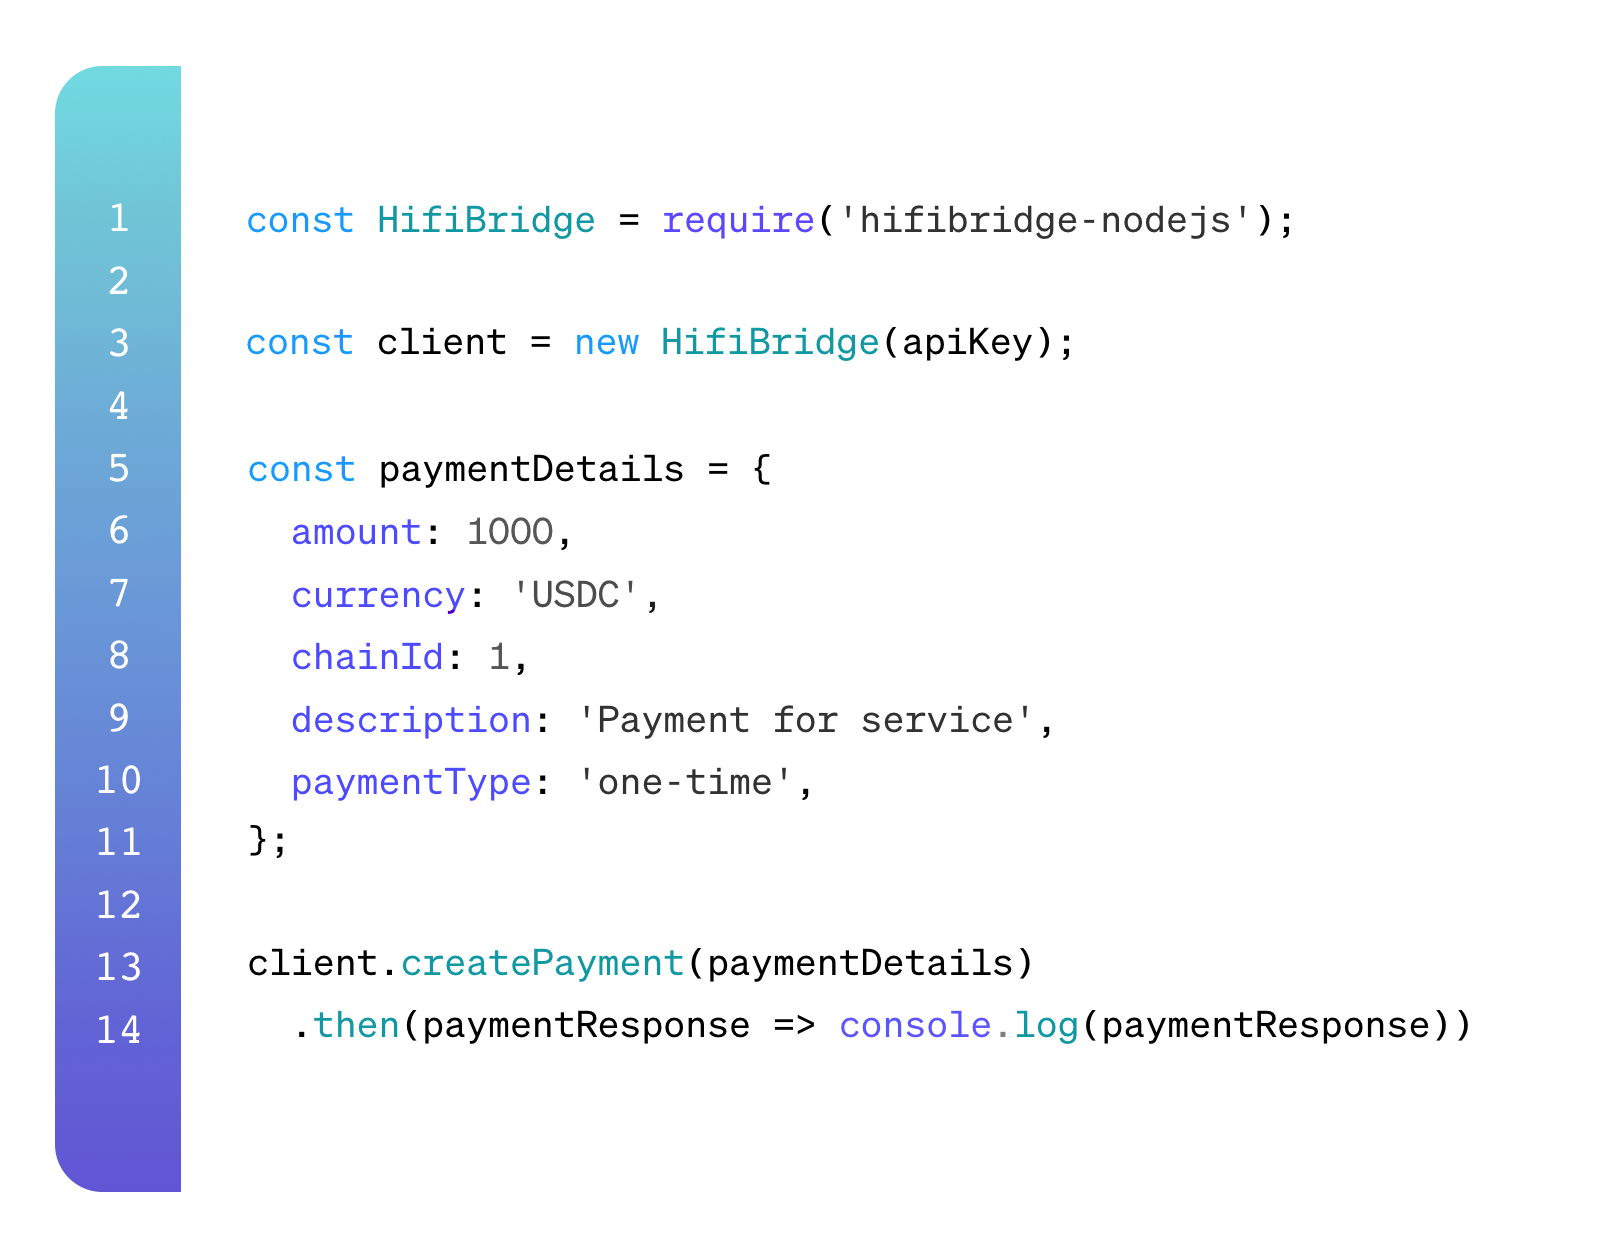 1 const HifiBridge = require('hifibridge-nodejs');
2
3 const client = new HifiBridge(apiKey);
4
5 const paymentDetails = {
6   amount: 1000,
7   currency: 'USDC',
8   chainId: 1,
9   description: 'Payment for service',
10   paymentType: 'one-time',
11 };
12
13 client.createPayment(paymentDetails)
14   .then(paymentResponse => console.log(paymentResponse))